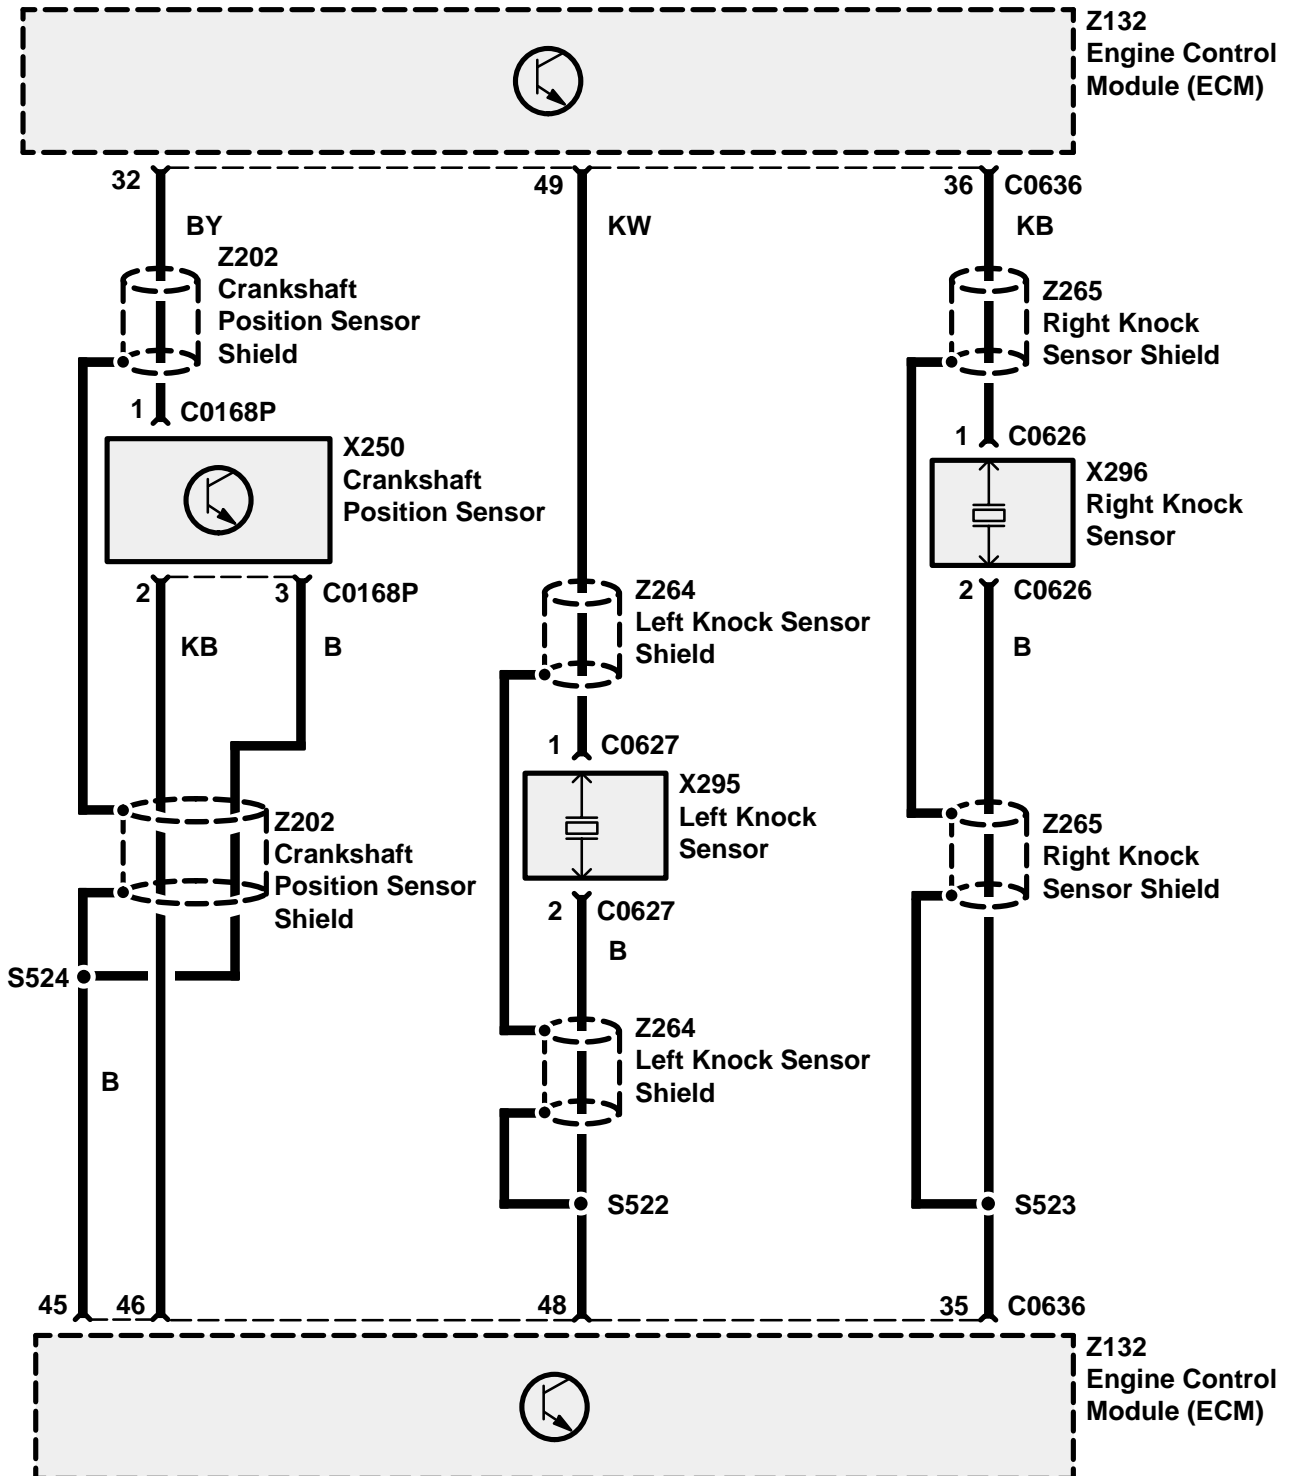 Z132
Engine Control
Module (ECM)
32
49
36
C0636
BY
KW
KB
Z202
Crankshaft
Position Sensor
Shield
Z265
Right Knock
Sensor Shield
1
C0168P
X250
Crankshaft
Position Sensor
1
C0626
X296
Right Knock
Sensor
2
3
C0168P
KB
B
Z264
Left Knock Sensor
Shield
2
C0626
B
1
C0627
X295
Left Knock
Sensor
Z202
Crankshaft
Position Sensor
Shield
Z265
Right Knock
Sensor Shield
2
C0627
B
S524
Z264
Left Knock Sensor
Shield
B
S522
S523
45
46
48
35
C0636
Z132
Engine Control
Module (ECM)